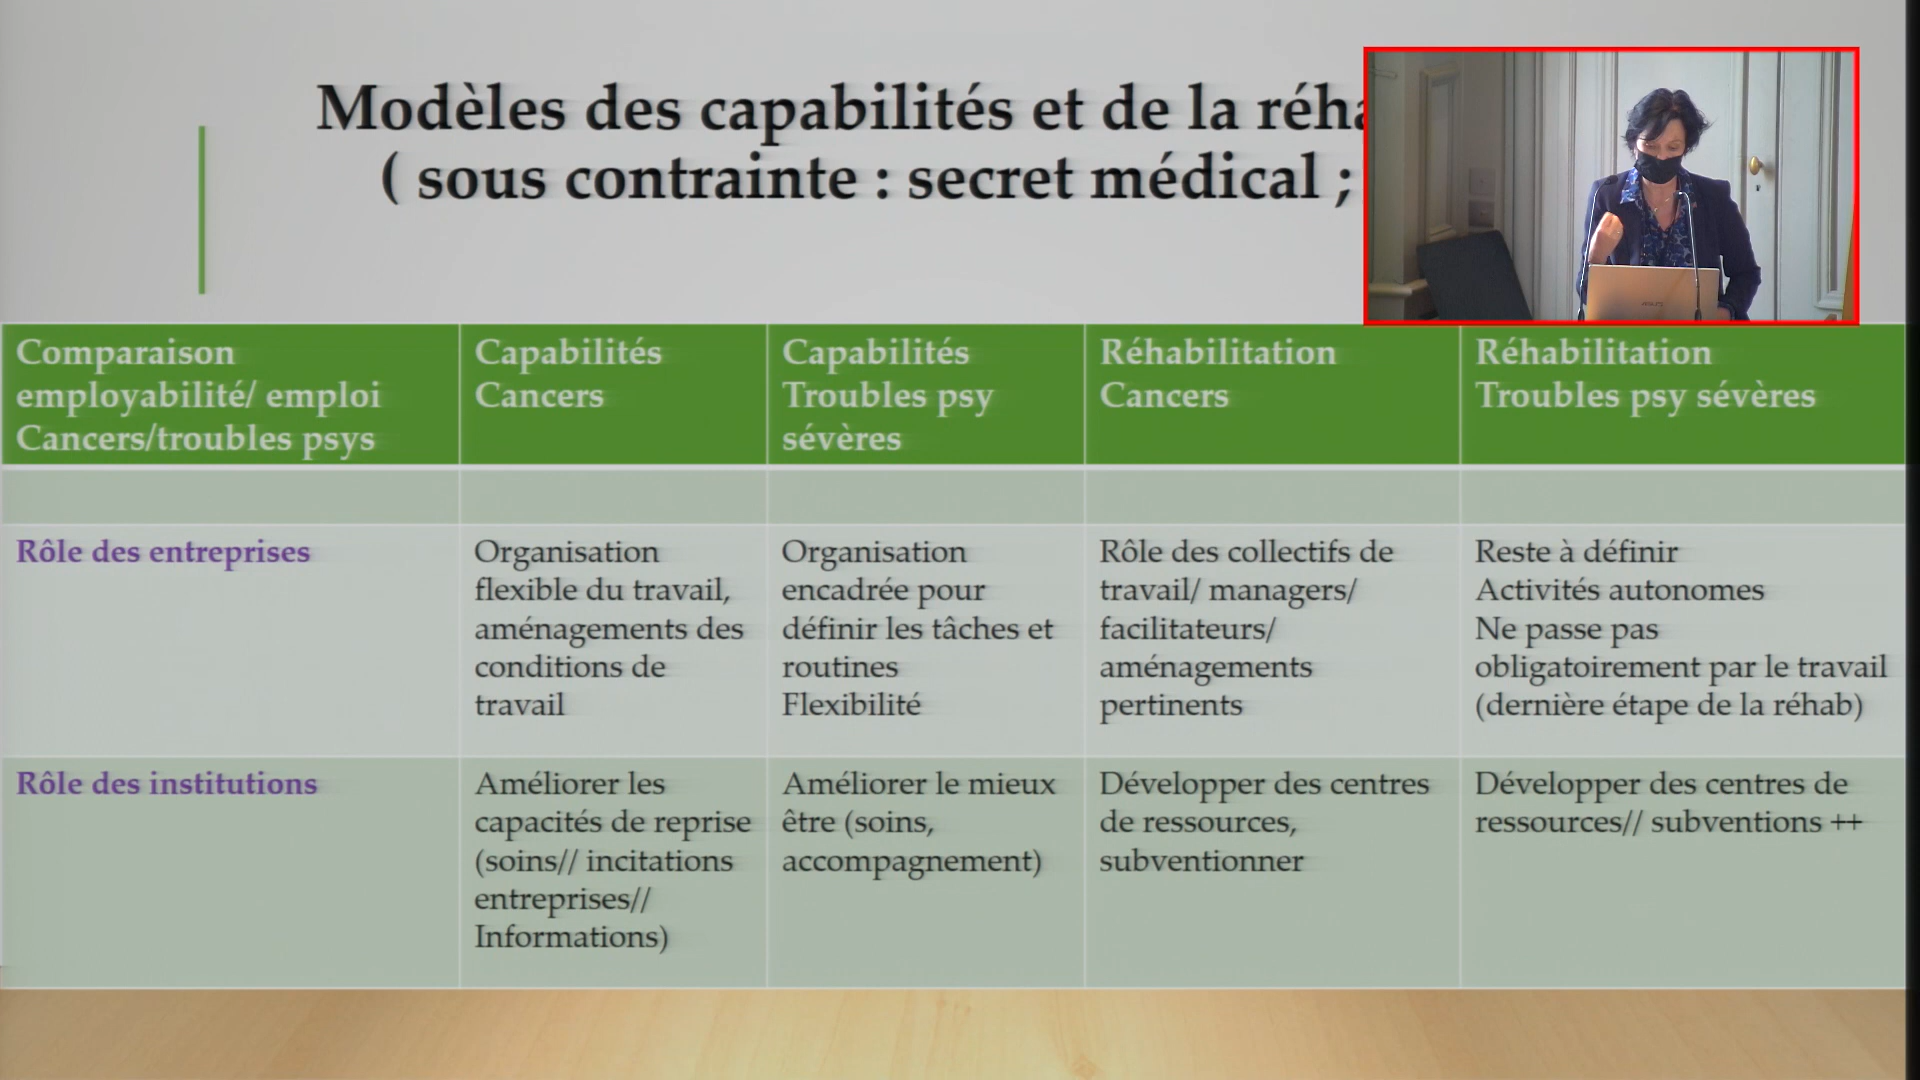 Modèles des capabilités et de la
( sous contrainte : secret médical ;
Comparaison
employabilité/ emploi
Cancers/troubles psys
Capabilités
Cancers
Capabilités
Troubles psy
sévères
Réhabilitation
Cancers
Réhabilitation
Troubles psy sévères
Rôle des entreprises
Organisation
flexible du travail,
aménagements des
conditions de
travail
Organisation
encadrée pour
définir les tâches et
routines
Flexibilité
Rôle des collectifs de
travail/ managers/
facilitateurs/
aménagements
pertinents
Reste à définir
Activités autonomes
Ne passe pas
obligatoirement par le travail
(dernière étape de la réhab)
Rôle des institutions
Améliorer les
capacités de reprise
(soins// incitations
entreprises//
Informations)
Améliorer le mieux
être (soins,
accompagnement)
Développer des centres
de ressources,
subventionner
Développer des centres de
ressources// subventions ++